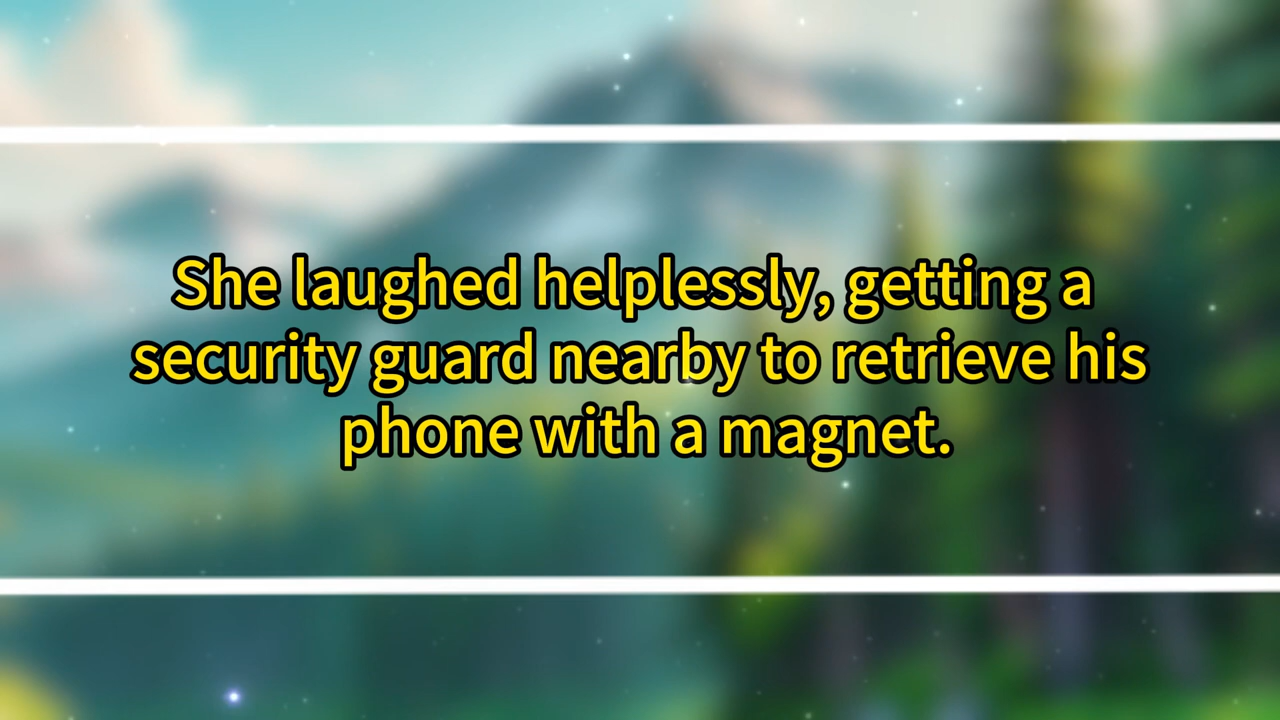 She laughed helplessly, getting a
security guard nearby to retrieve his
phone with a magnet.